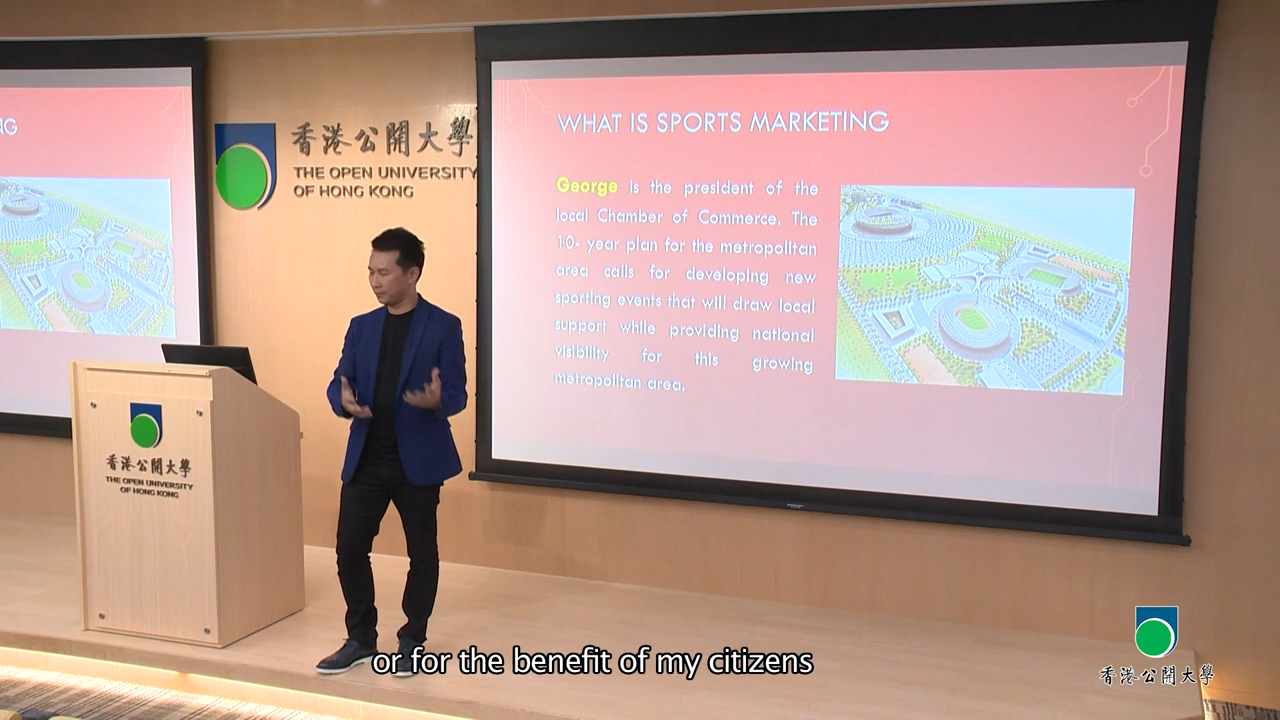 NG
香港公開大學
THE OPEN UNIVERSITY
OF HONG KONG
WHAT IS SPORTS MARKETING
George is the president of the
local Chamber of Commerce. The
10- year plan for the metropolitan
area calls for developing new
sporting events that will draw local
support while providing national
visibility for this growing
metropolitan area.
香港公開大學
THE OPEN UNIVERSITY
OF HONG KONG
or for the benefit of my citizens
香港公開大學